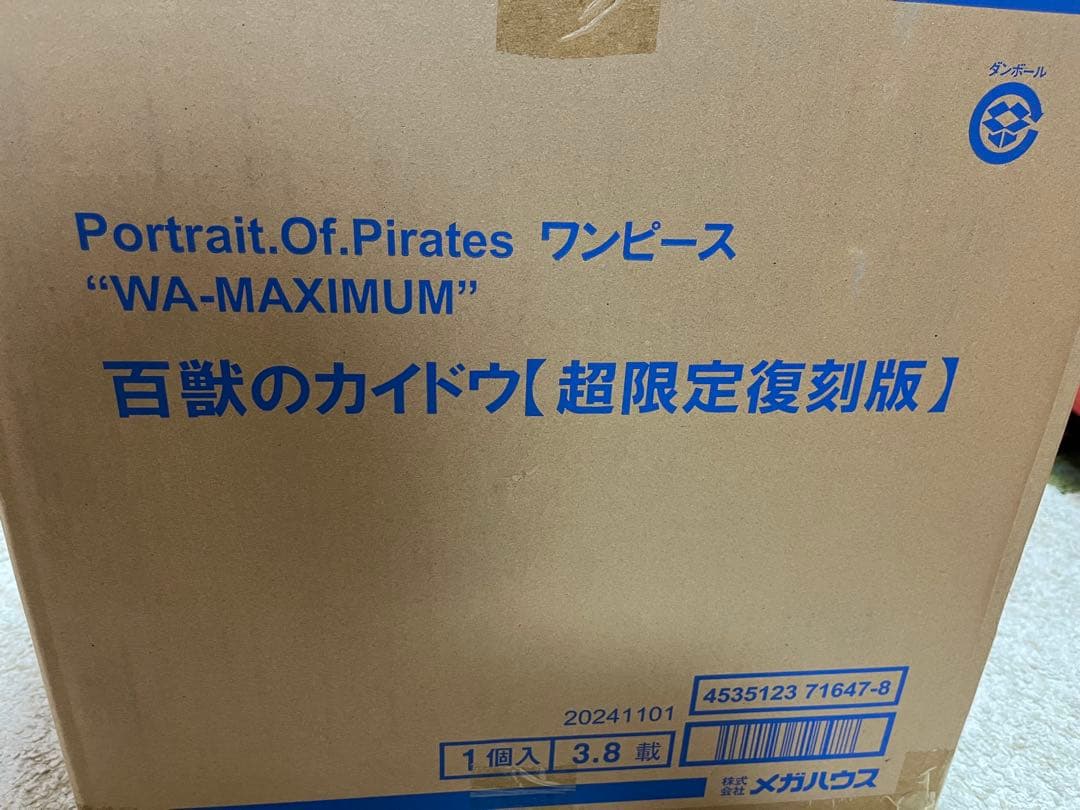 ダンボール
Portrait.Of.Pirates ワンピース
“WA-MAXIMUM”
百獣のカイドウ【超限定復刻版】
4535123 71647-8
20241101
1個入 3.8 載
株式会社 メガハウス